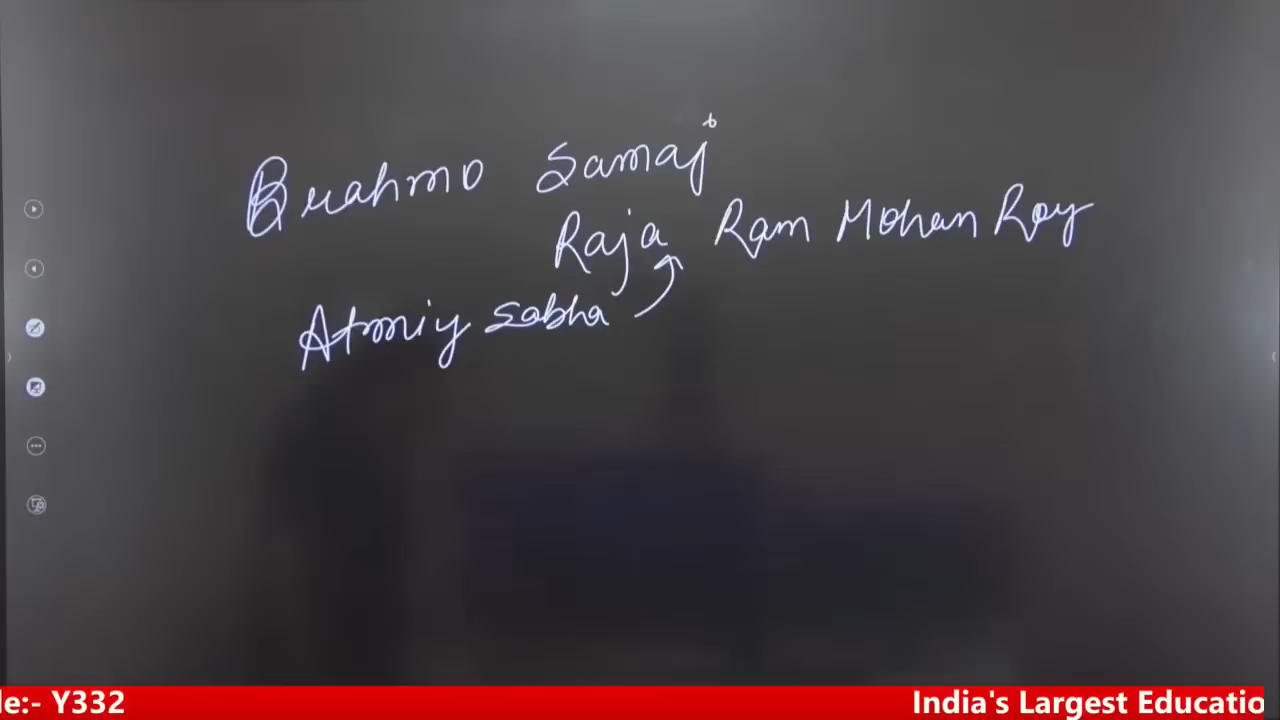 Brahmo Samaj
Raja Ram Mohan Roy
Atmiy Sabha
le:- Y332
India's Largest Educatio